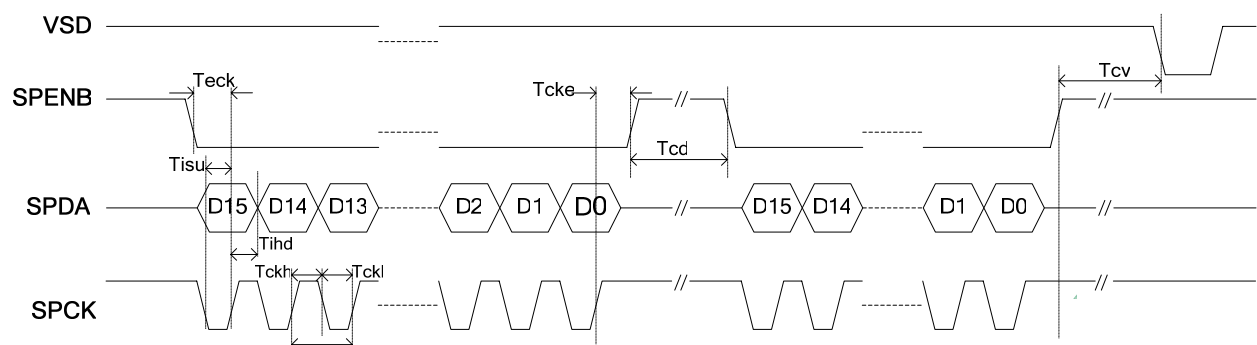 VSD
Tcv
Teck
Tcke
SPENB
Tcd
Tisu
SPDA
D15 D14 D13 D2 D1 D0 D15 D14 D1 D0
Tihd
Tckh Tckl
SPCK